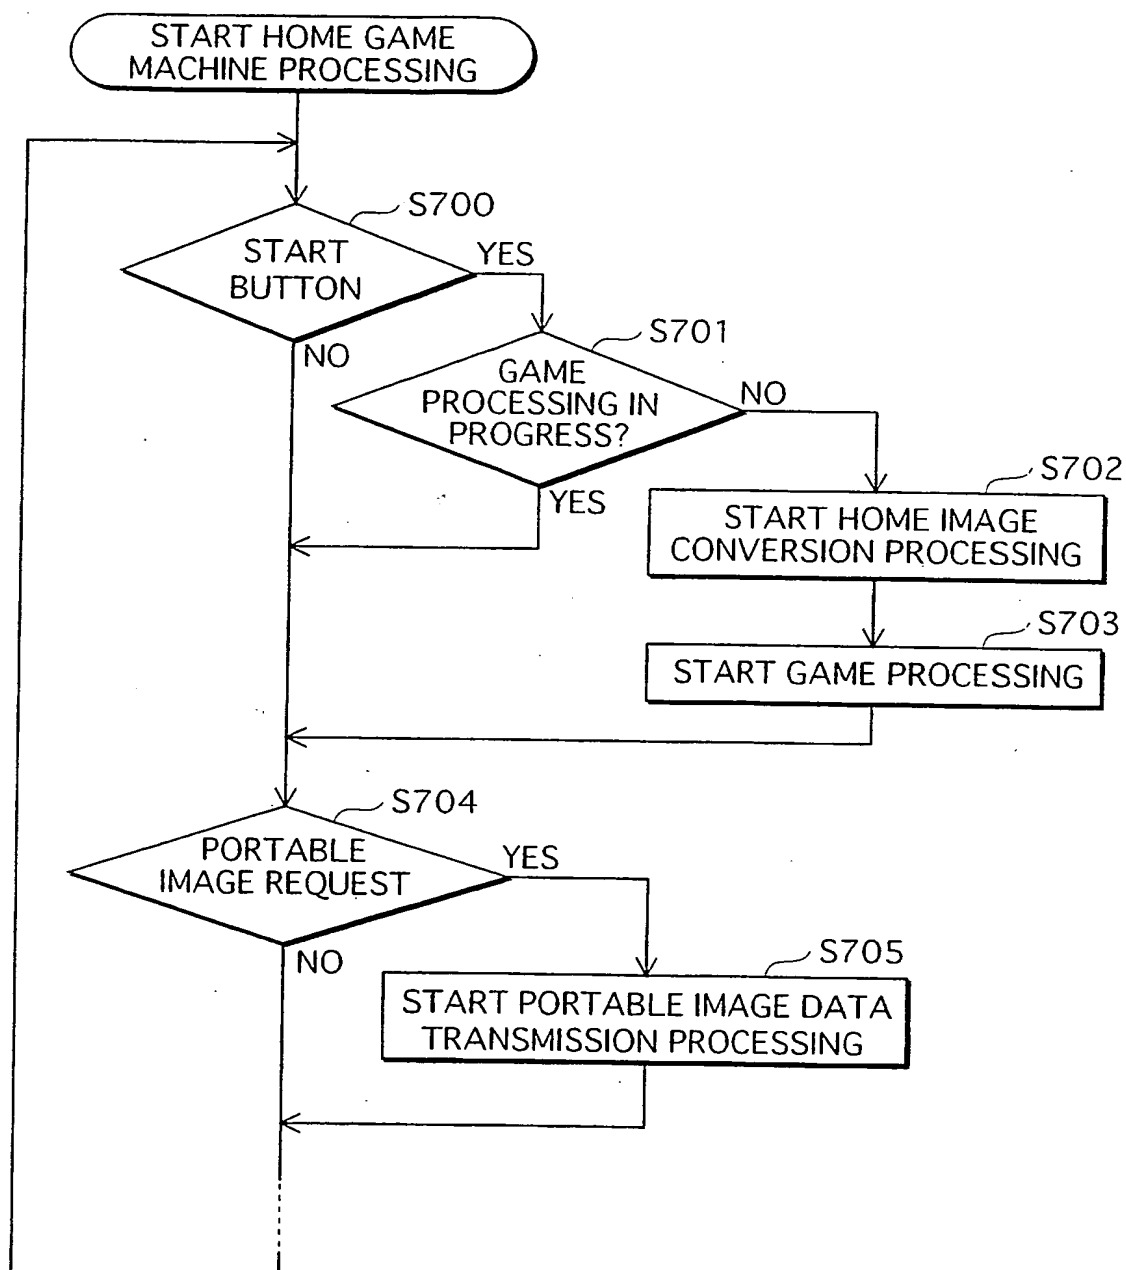 START HOME GAME
MACHINE PROCESSING
S700
START
BUTTON
YES
NO
S701
GAME
PROCESSING IN
PROGRESS?
NO
YES
S702
START HOME IMAGE
CONVERSION PROCESSING
S703
START GAME PROCESSING
S704
PORTABLE
IMAGE REQUEST
YES
NO
S705
START PORTABLE IMAGE DATA
TRANSMISSION PROCESSING